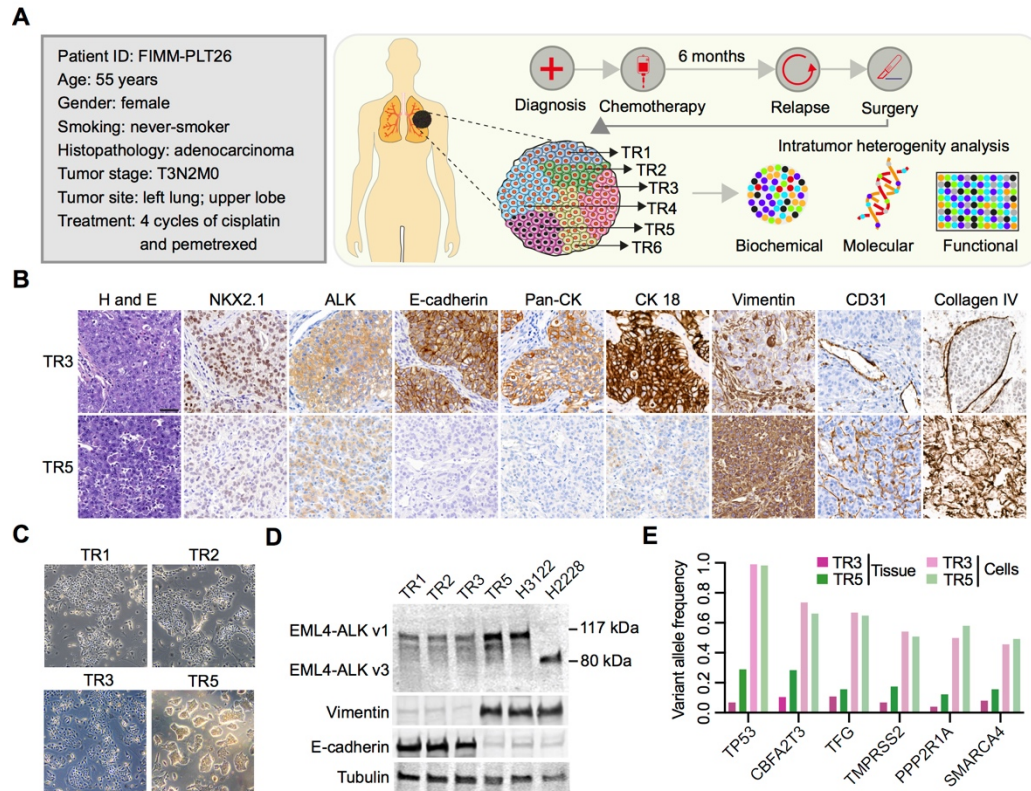 A
Patient ID: FIMM-PLT26
Age: 55 years
Gender: female
Smoking: never-smoker
Histopathology: adenocarcinoma
Tumor stage: T3N2M0
Tumor site: left lung; upper lobe
Treatment: 4 cycles of cisplatin
and pemetrexed
6 months
Diagnosis Chemotherapy Relapse Surgery
TR1
TR2
TR3
TR4
TR5
TR6
Intratumor heterogenity analysis
Biochemical Molecular Functional
B
H and E NKX2.1 ALK E-cadherin Pan-CK CK 18 Vimentin CD31 Collagen IV
TR3
TR5
C
TR1 TR2
TR3 TR5
D
TR1 TR2 TR3 TR5 H3122 H2228
EML4-ALK v1
117 kDa
EML4-ALK v3
80 kDa
Vimentin
E-cadherin
Tubulin
E
TR3 Tissue TR3 Cells
TR5 TR5
Variant allele frequency
1.0
0.8
0.6
0.4
0.2
0.0
TP53 CBFA2T3 TFG TMPRSS2 PPP2R1A SMARCA4